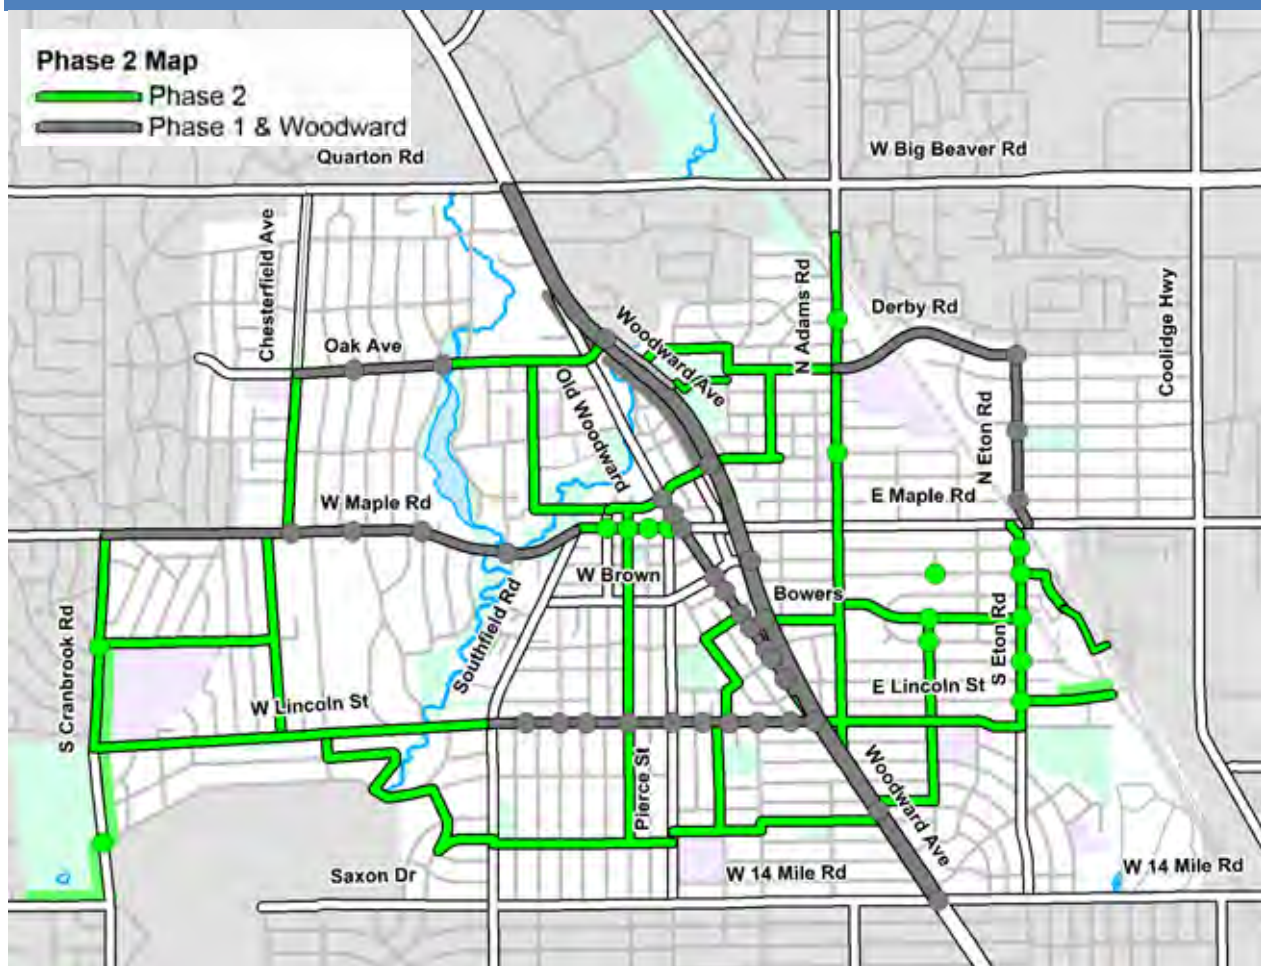 Phase 2 Map
Phase 2
Phase 1 & Woodward
Quarton Rd
W Big Beaver Rd
Chesterfield Ave
N Adams Rd
Coolidge Hwy
Derby Rd
Woodward Ave
Oak Ave
Old Woodward
N Eton Rd
W Maple Rd
E Maple Rd
W Brown
Bowers
Southfield Rd
S Cranbrook Rd
S Eton Rd
E Lincoln St
W Lincoln St
Pierce St
Woodward Ave
Saxon Dr
W 14 Mile Rd
W 14 Mile Rd